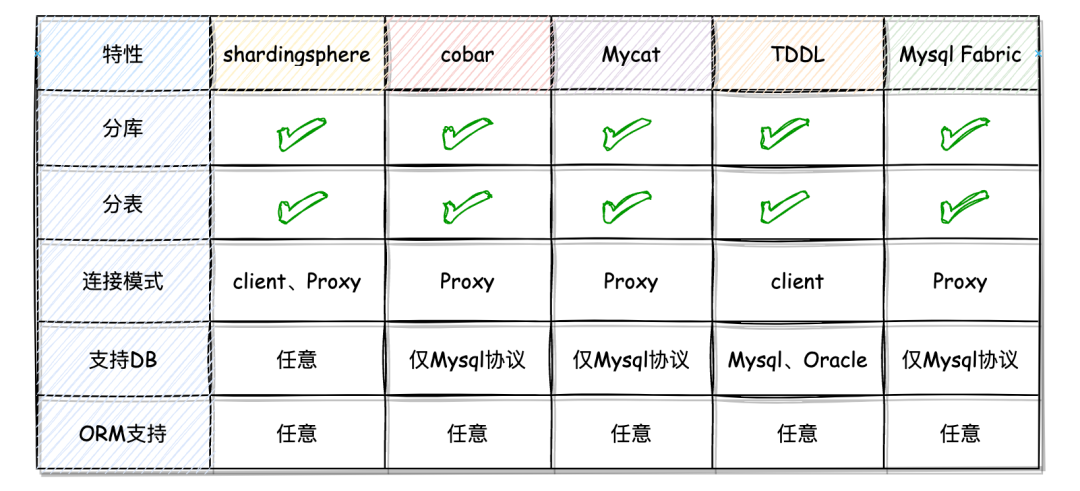 特性 shardingsphere cobar Mycat TDDL Mysql Fabric
分库
分表
连接模式 client、Proxy Proxy Proxy client Proxy
支持DB 任意 仅Mysql协议 仅Mysql协议 Mysql、Oracle 仅Mysql协议
ORM支持 任意 任意 任意 任意 任意